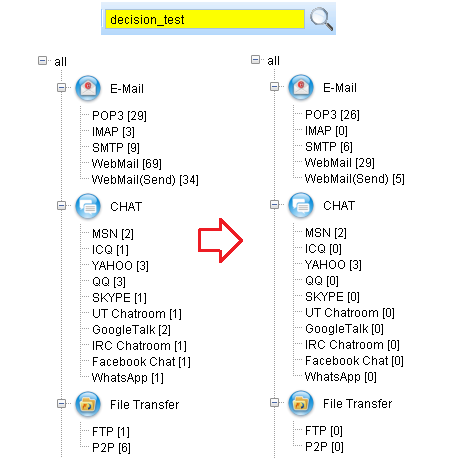 decision_test
all
E-Mail
POP3 [29]
IMAP [3]
SMTP [9]
WebMail [69]
WebMail(Send) [34]
CHAT
MSN [2]
ICQ [1]
YAHOO [3]
QQ [3]
SKYPE [1]
UT Chatroom [1]
GoogleTalk [2]
IRC Chatroom [1]
Facebook Chat [1]
WhatsApp [1]
File Transfer
FTP [1]
P2P [6]
all
E-Mail
POP3 [26]
IMAP [0]
SMTP [6]
WebMail [29]
WebMail(Send) [5]
CHAT
MSN [2]
ICQ [0]
YAHOO [3]
QQ [0]
SKYPE [0]
UT Chatroom [0]
GoogleTalk [0]
IRC Chatroom [0]
Facebook Chat [0]
WhatsApp [0]
File Transfer
FTP [0]
P2P [0]